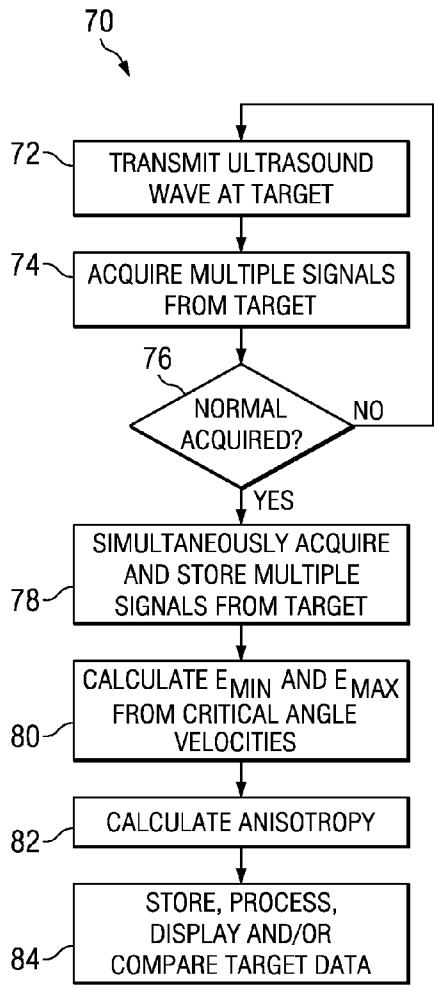 70
72
TRANSMIT ULTRASOUND
WAVE AT TARGET
74
ACQUIRE MULTIPLE SIGNALS
FROM TARGET
76
NORMAL
ACQUIRED?
NO
YES
78
SIMULTANEOUSLY ACQUIRE
AND STORE MULTIPLE
SIGNALS FROM TARGET
80
CALCULATE EMIN AND EMAX
FROM CRITICAL ANGLE
VELOCITIES
82
CALCULATE ANISOTROPY
84
STORE, PROCESS,
DISPLAY AND/OR
COMPARE TARGET DATA